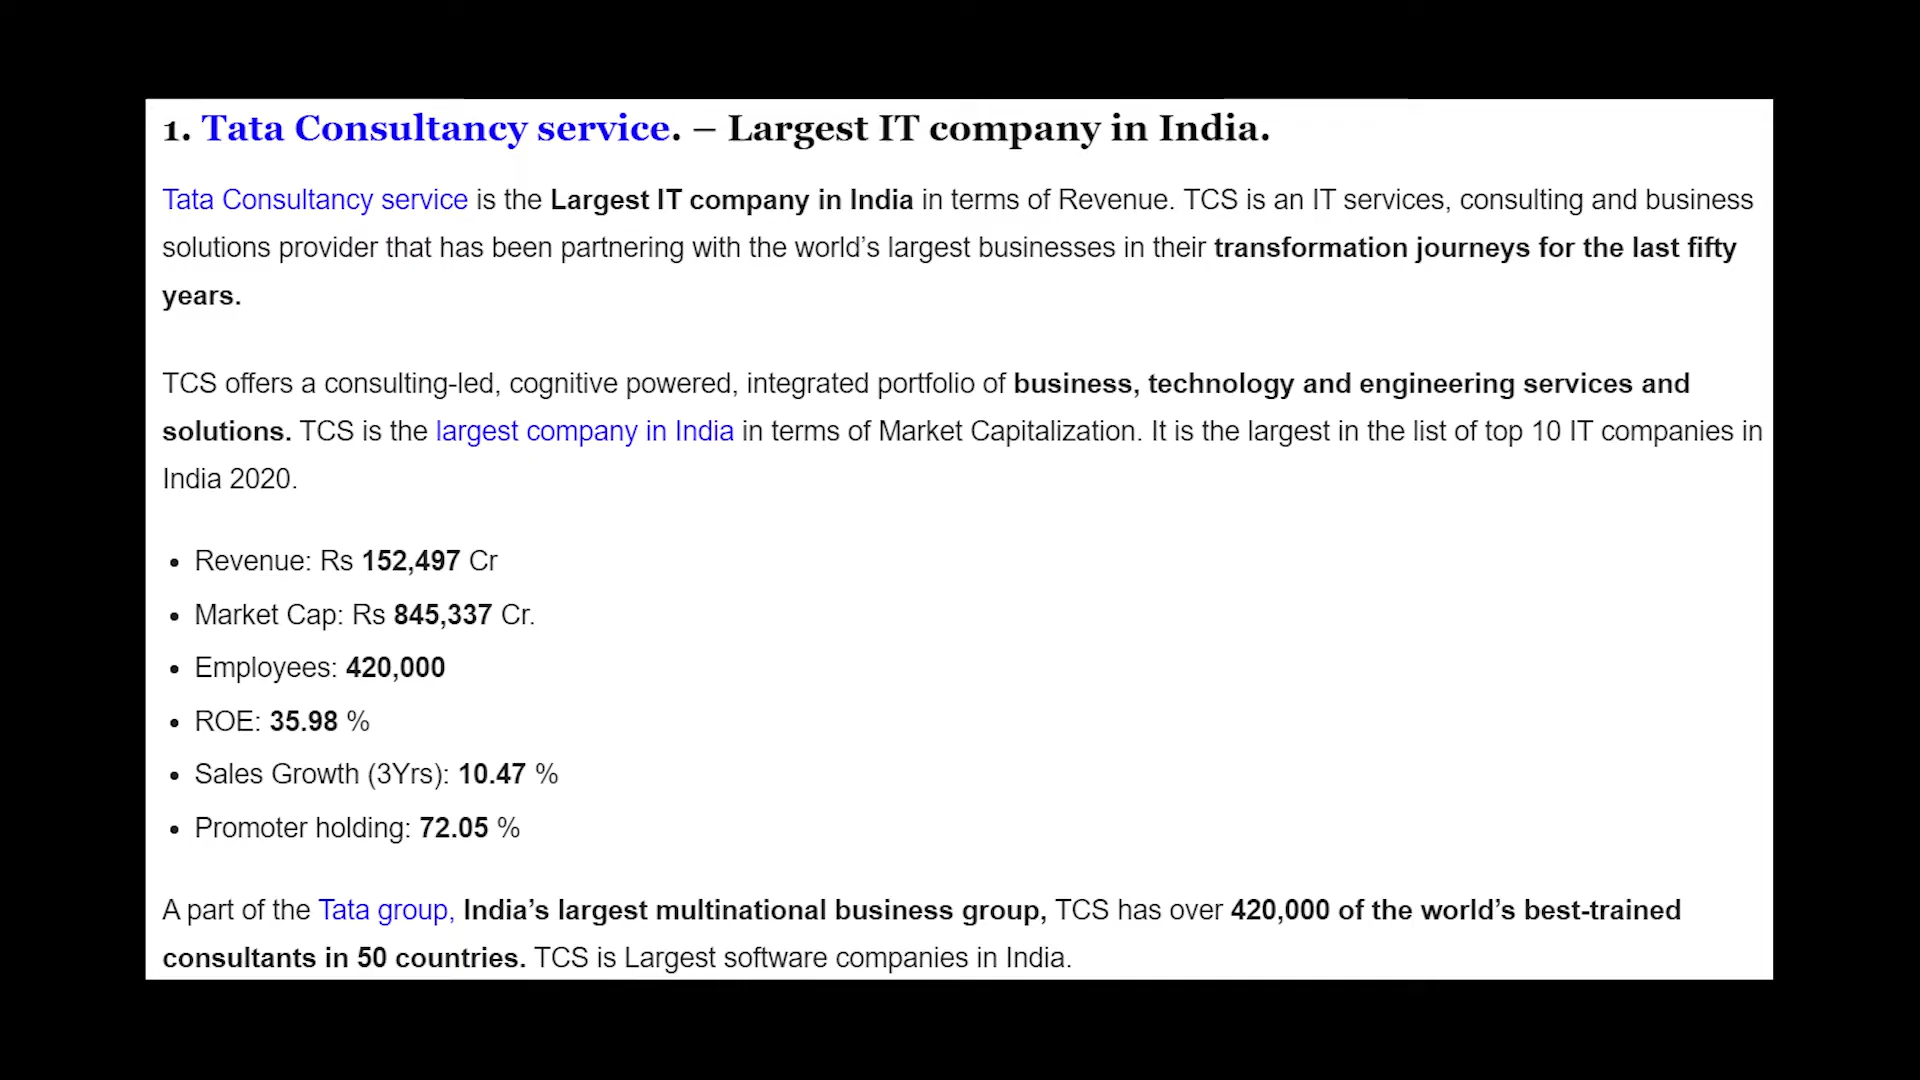 1. Tata Consultancy service. – Largest IT company in India.
Tata Consultancy service is the Largest IT company in India in terms of Revenue. TCS is an IT services, consulting and business
solutions provider that has been partnering with the world’s largest businesses in their transformation journeys for the last fifty
years.
TCS offers a consulting-led, cognitive powered, integrated portfolio of business, technology and engineering services and
solutions. TCS is the largest company in India in terms of Market Capitalization. It is the largest in the list of top 10 IT companies in
India 2020.
• Revenue: Rs 152,497 Cr
• Market Cap: Rs 845,337 Cr.
• Employees: 420,000
• ROE: 35.98 %
• Sales Growth (3Yrs): 10.47 %
• Promoter holding: 72.05 %
A part of the Tata group, India’s largest multinational business group, TCS has over 420,000 of the world’s best-trained
consultants in 50 countries. TCS is Largest software companies in India.